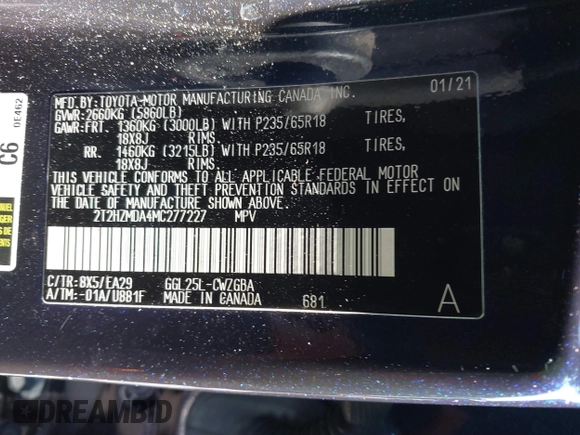 MFD.BY:TOYOTA MOTOR MANUFACTURING CANADA INC. 01/21
GVWR:2660KG (5860LB)
GAWR:FRT. 1360KG (3000LB) WITH P235/65R18 TIRES,
18X8J RIMS.
RR. 1460KG (3215LB) WITH P235/65R18 TIRES,
18X8J RIMS.
THIS VEHICLE CONFORMS TO ALL APPLICABLE FEDERAL MOTOR
VEHICLE SAFETY AND THEFT PREVENTION STANDARDS IN EFFECT ON
THE DATE OF MANUFACTURE SHOWN ABOVE.
2T2HZMDA4MC277227 MPV
C/TR:8X5/EA29 GGL25L-CWZGBA
A/TM:-01A/U881F MADE IN CANADA 681 A
C6
0E462
DREAMBID